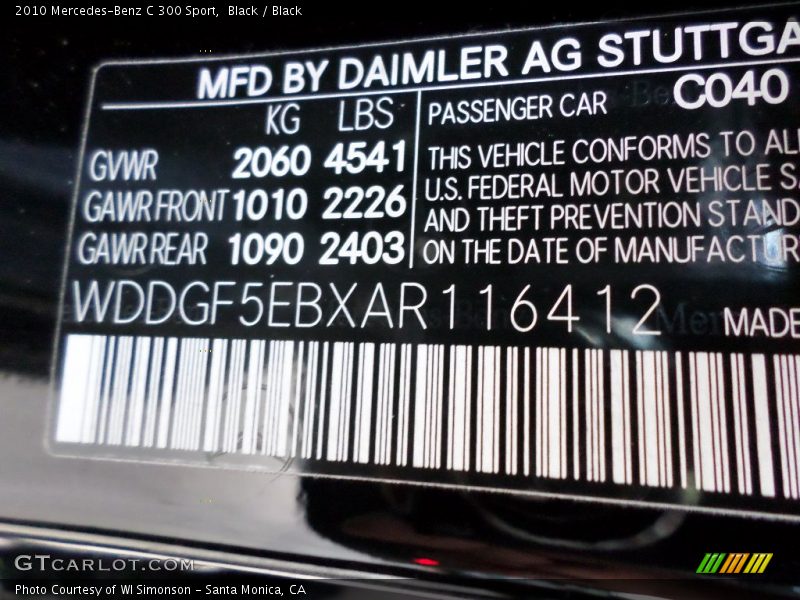 2010 Mercedes-Benz C 300 Sport, Black / Black
MFD BY DAIMLER AG STUTTGA
KG LBS
GVWR 2060 4541
GAWR FRONT 1010 2226
GAWR REAR 1090 2403
PASSENGER CAR C040
THIS VEHICLE CONFORMS TO ALL
U.S. FEDERAL MOTOR VEHICLE SA
AND THEFT PREVENTION STAND
ON THE DATE OF MANUFACTUR
WDDGF5EBXAR116412 MADE
GTCARLOT.COM
Photo Courtesy of WI Simonson - Santa Monica, CA